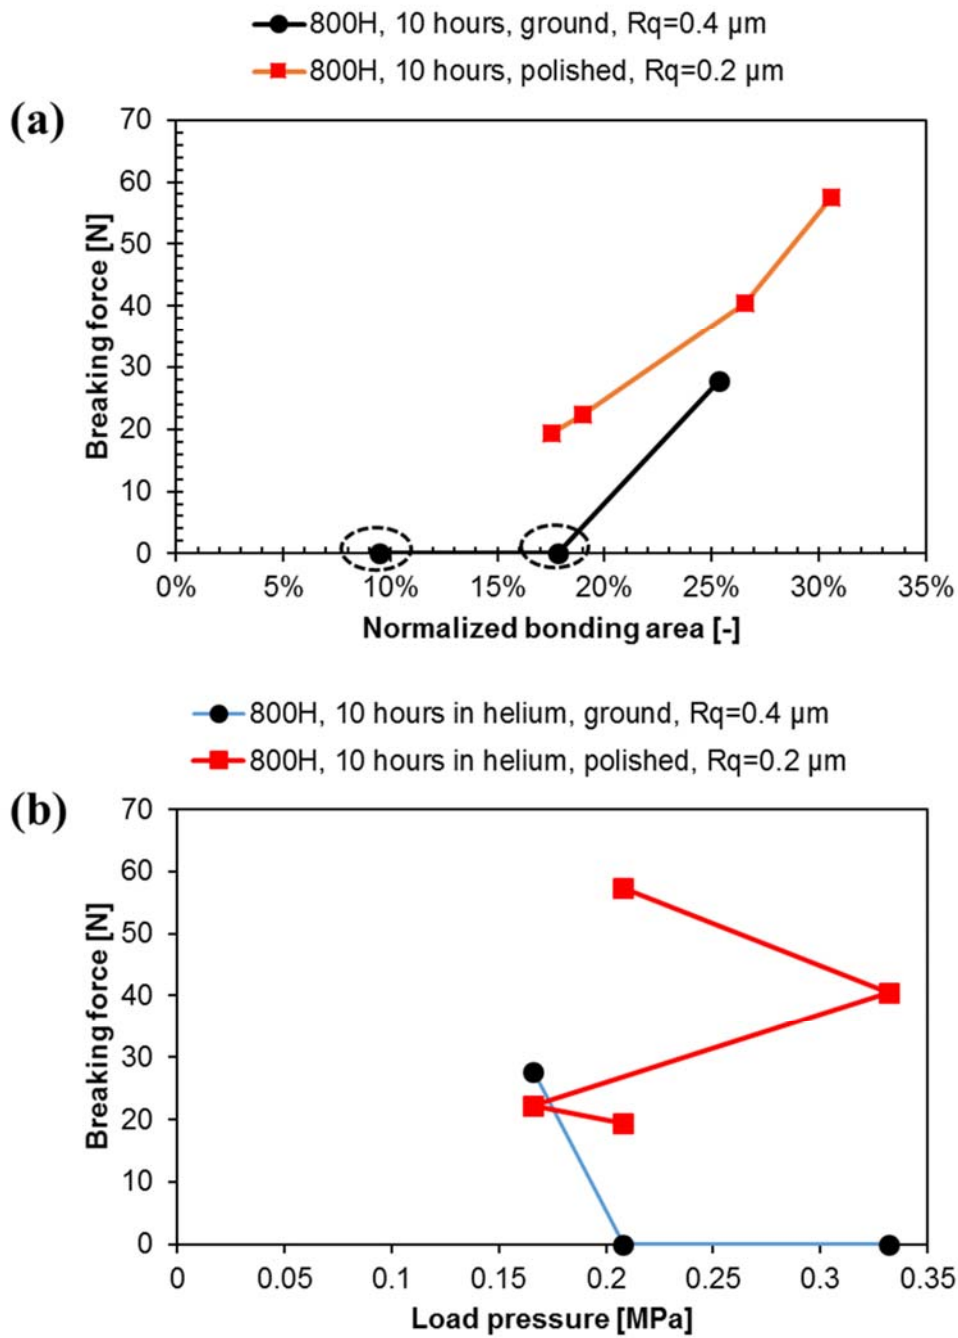 800H, 10 hours, ground, Rq=0.4 µm
800H, 10 hours, polished, Rq=0.2 µm
(a)
70
60
50
40
30
20
10
0
Breaking force [N]
0% 5% 10% 15% 20% 25% 30% 35%
Normalized bonding area [-]
800H, 10 hours in helium, ground, Rq=0.4 µm
800H, 10 hours in helium, polished, Rq=0.2 µm
(b)
70
60
50
40
30
20
10
0
Breaking force [N]
0 0.05 0.1 0.15 0.2 0.25 0.3 0.35
Load pressure [MPa]